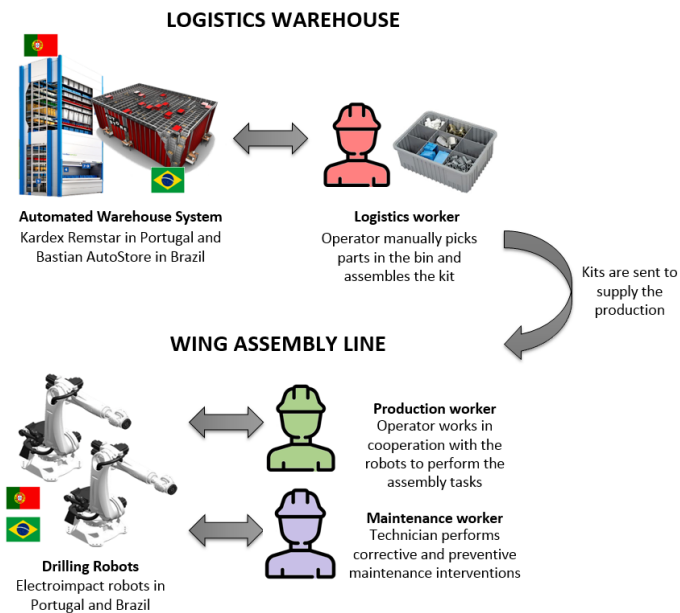 LOGISTICS WAREHOUSE
Automated Warehouse System
Kardex Remstar in Portugal and
Bastian AutoStore in Brazil
Logistics worker
Operator manually picks
parts in the bin and
assembles the kit
Kits are sent to
supply the
production
WING ASSEMBLY LINE
Production worker
Operator works in
cooperation with the
robots to perform the
assembly tasks
Maintenance worker
Technician performs
corrective and preventive
maintenance interventions
Drilling Robots
Electroimpact robots in
Portugal and Brazil